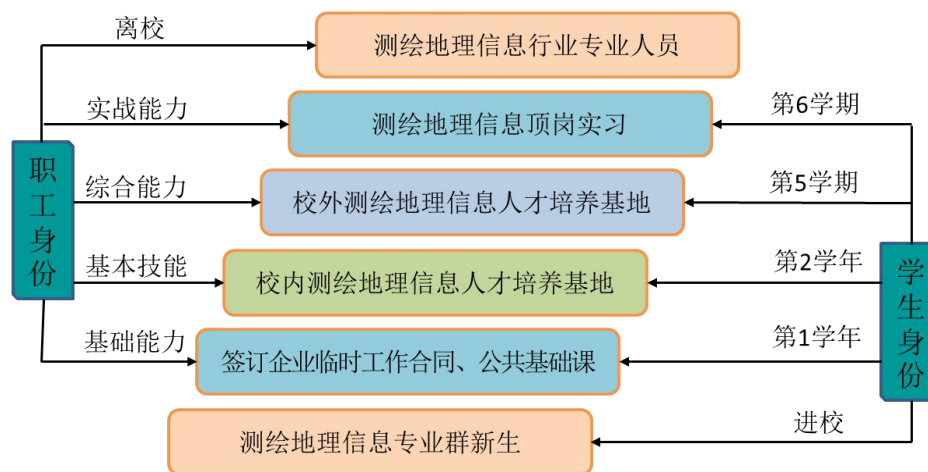 离校
测绘地理信息行业专业人员
实战能力
测绘地理信息顶岗实习
第6学期
职工身份
综合能力
校外测绘地理信息人才培养基地
第5学期
基本技能
校内测绘地理信息人才培养基地
第2学年
学生身份
基础能力
签订企业临时工作合同、公共基础课
第1学年
测绘地理信息专业群新生
进校